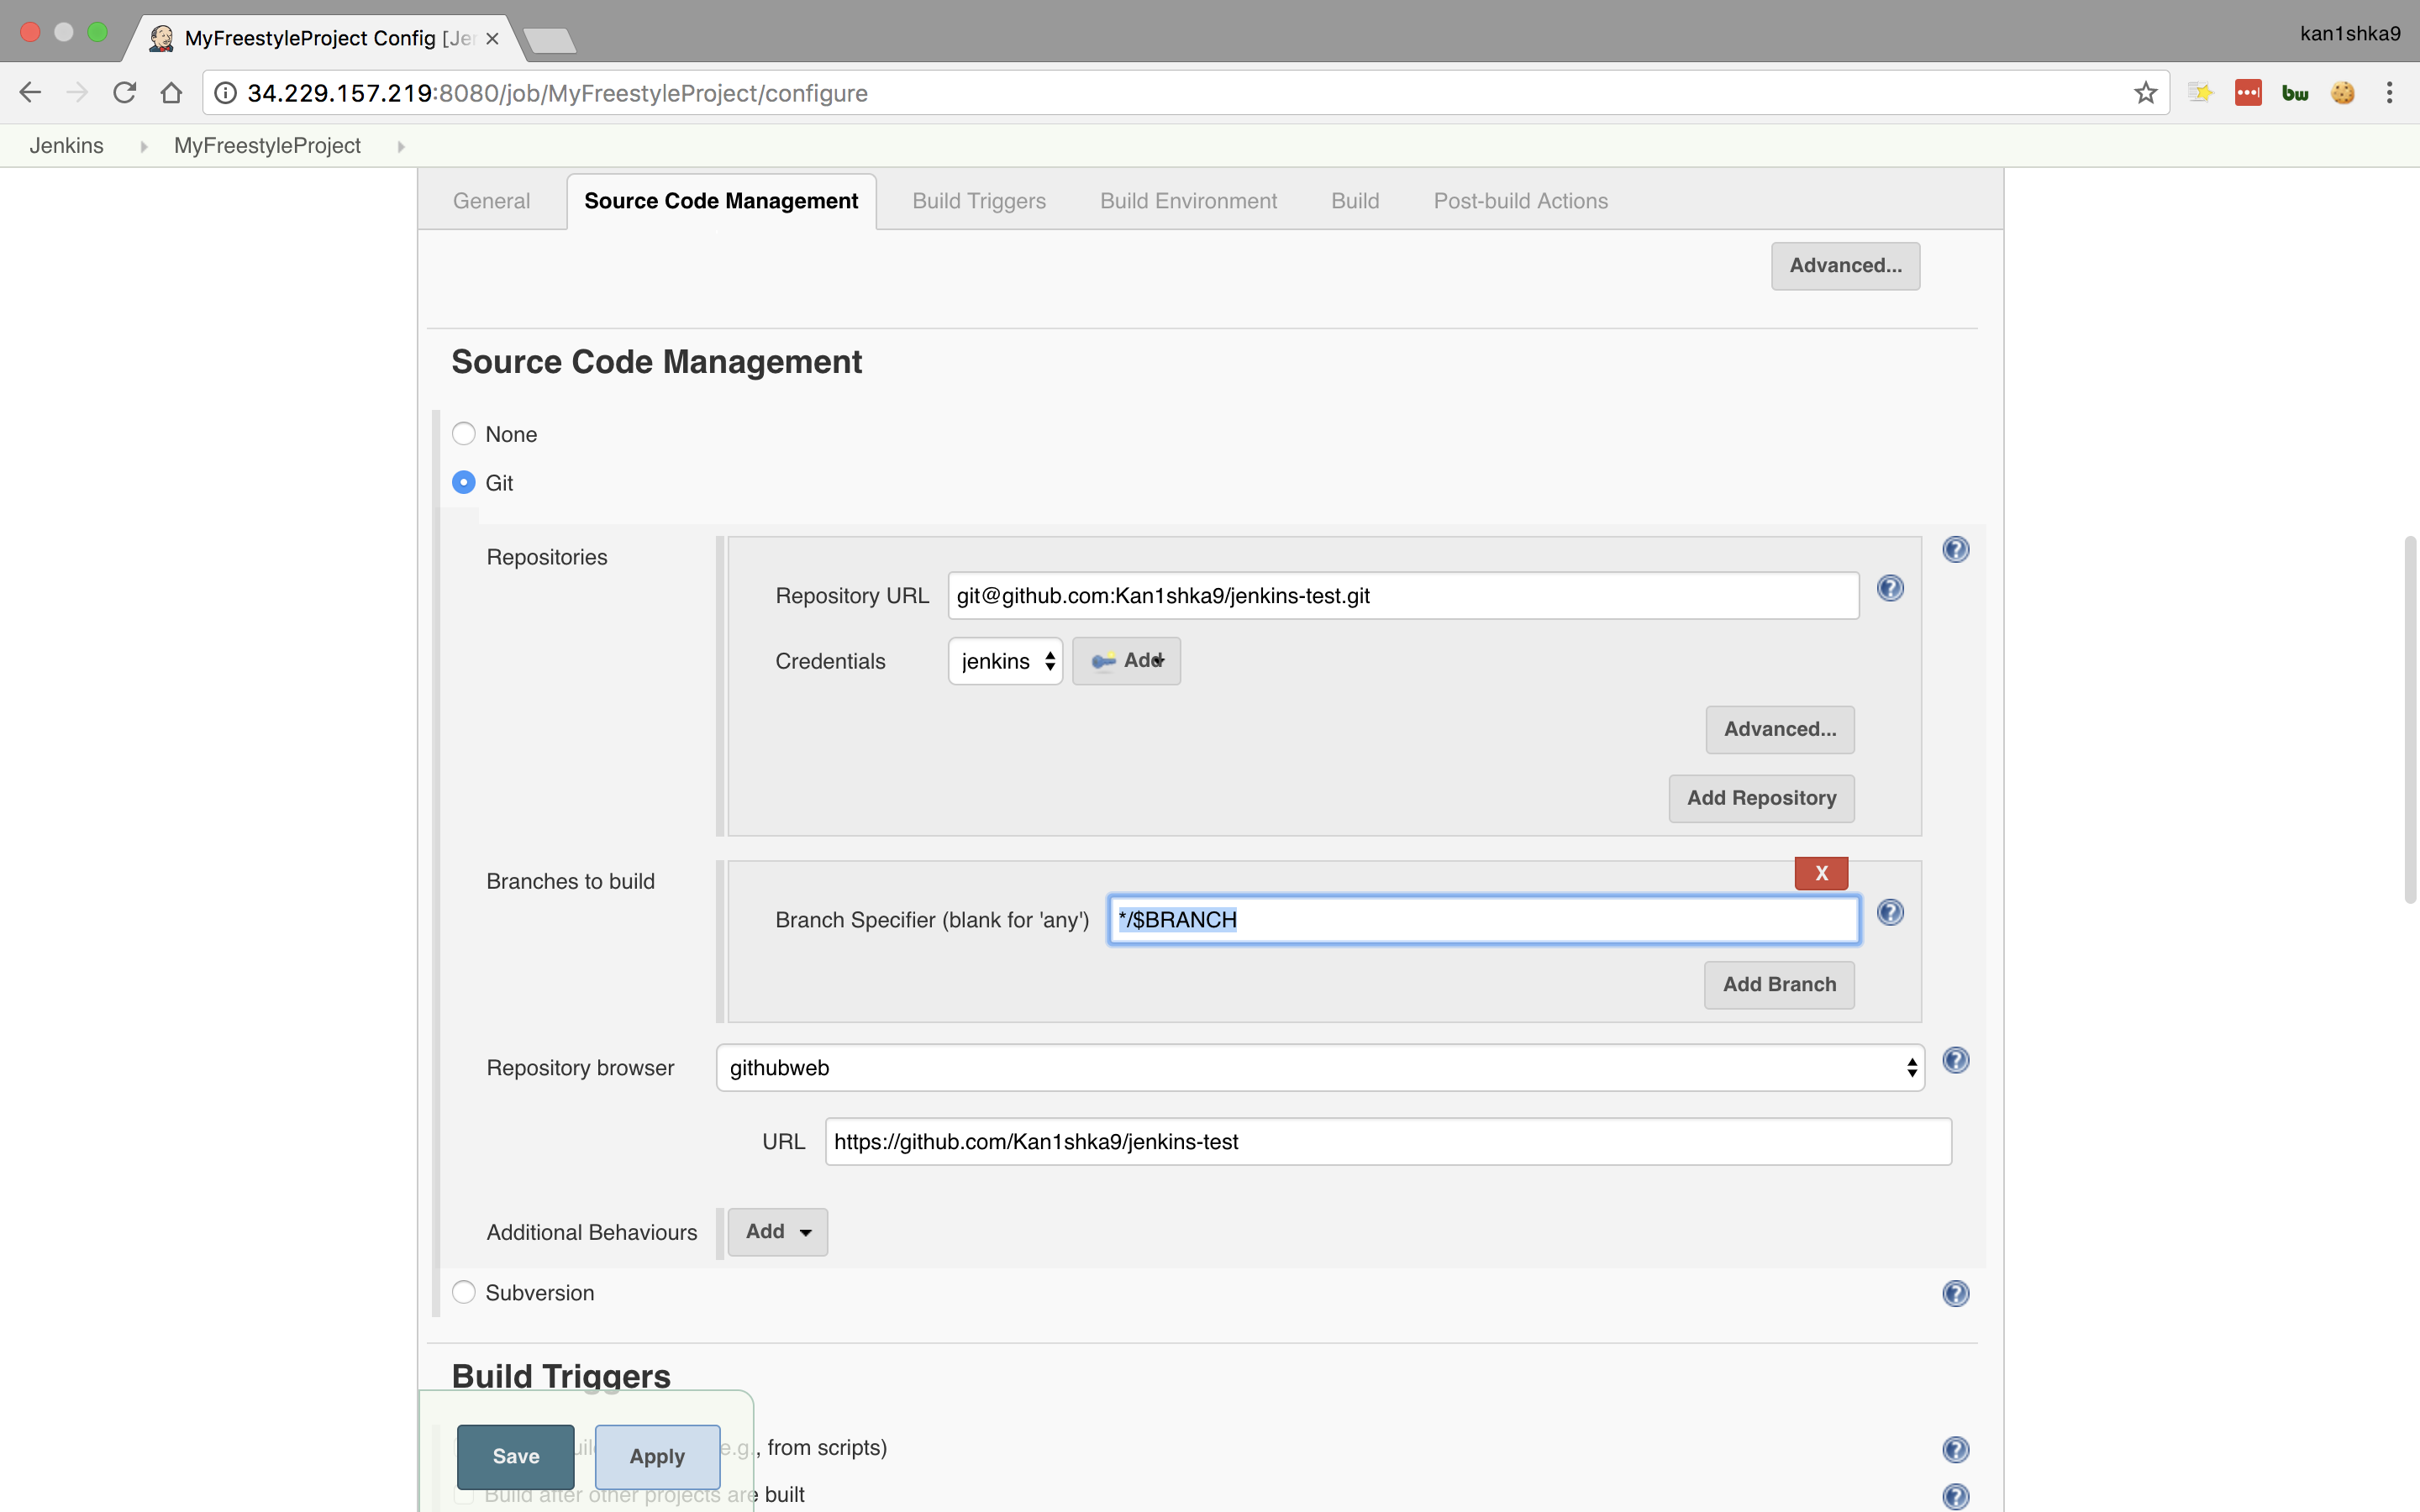 MyFreestyleProject Config [Jer
kan1shka9
34.229.157.219:8080/job/MyFreestyleProject/configure
bw
Jenkins MyFreestyleProject
General Source Code Management Build Triggers Build Environment Build Post-build Actions
Advanced...
Source Code Management
None
Git
Repositories
Repository URL git@github.com:Kan1shka9/jenkins-test.git
Credentials jenkins Add
Advanced...
Add Repository
X
Branches to build
Branch Specifier (blank for 'any') */$BRANCH
Add Branch
Repository browser githubweb
URL https://github.com/Kan1shka9/jenkins-test
Additional Behaviours Add
Subversion
Build Triggers
Save Apply e.g., from scripts)
Build after other projects are built